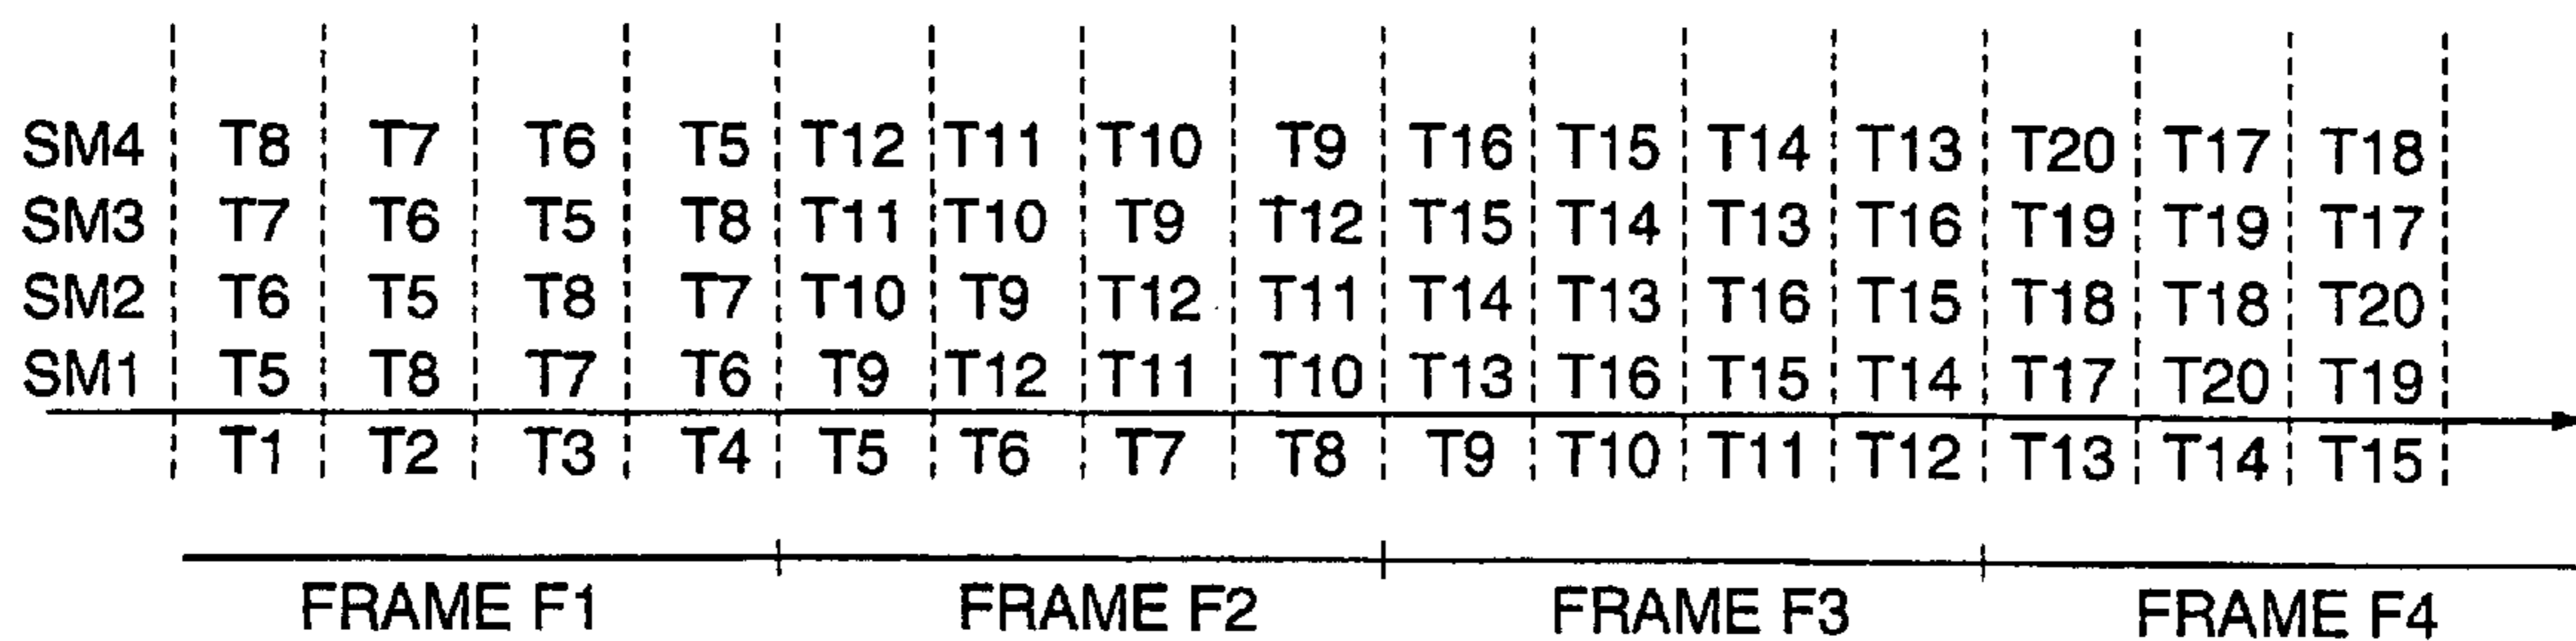 SM4 T8 T7 T6 T5 T12 T11 T10 T9 T16 T15 T14 T13 T20 T17 T18
SM3 T7 T6 T5 T8 T11 T10 T9 T12 T15 T14 T13 T16 T19 T19 T17
SM2 T6 T5 T8 T7 T10 T9 T12 T11 T14 T13 T16 T15 T18 T18 T20
SM1 T5 T8 T7 T6 T9 T12 T11 T10 T13 T16 T15 T14 T17 T20 T19
T1 T2 T3 T4 T5 T6 T7 T8 T9 T10 T11 T12 T13 T14 T15
FRAME F1 FRAME F2 FRAME F3 FRAME F4